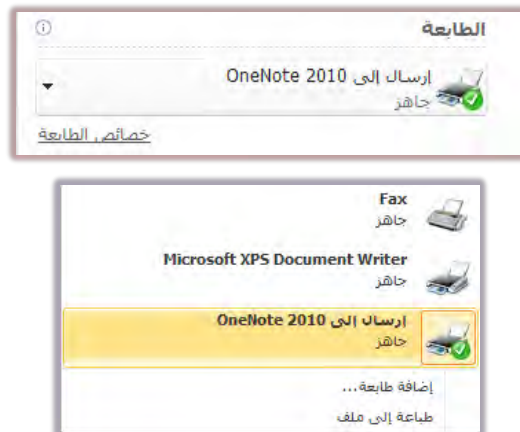 الطابعة
إرسال إلى OneNote 2010
جاهز
خصائص الطابعة
Fax
جاهز
Microsoft XPS Document Writer
جاهز
إرسال إلى OneNote 2010
جاهز
إضافة طابعة...
طباعة إلى ملف